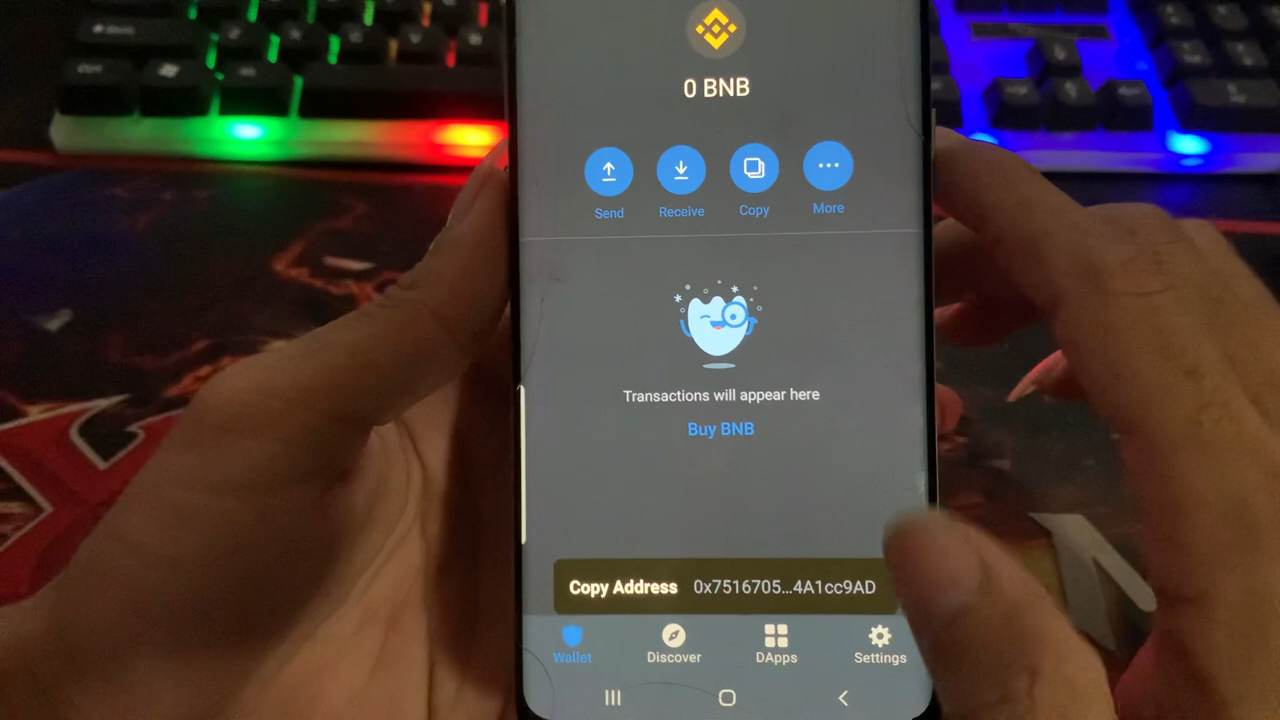 0 BNB
Send Receive Copy More
Transactions will appear here
Buy BNB
Copy Address 0x7516705...4A1cc9AD
Wallet Discover DApps Settings